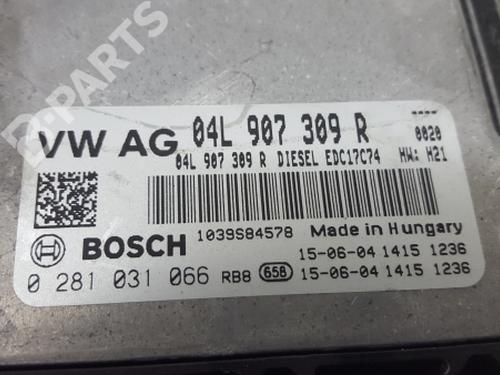 B-PARTS
VW AG 04L 907 309 R 0020
04L 907 309 R DIESEL EDC17C74 HW: H21
BOSCH 1039S84578 Made in Hungary
15-06-04 1415 1236
0 281 031 066 RB8 658 15-06-04 1415 1236